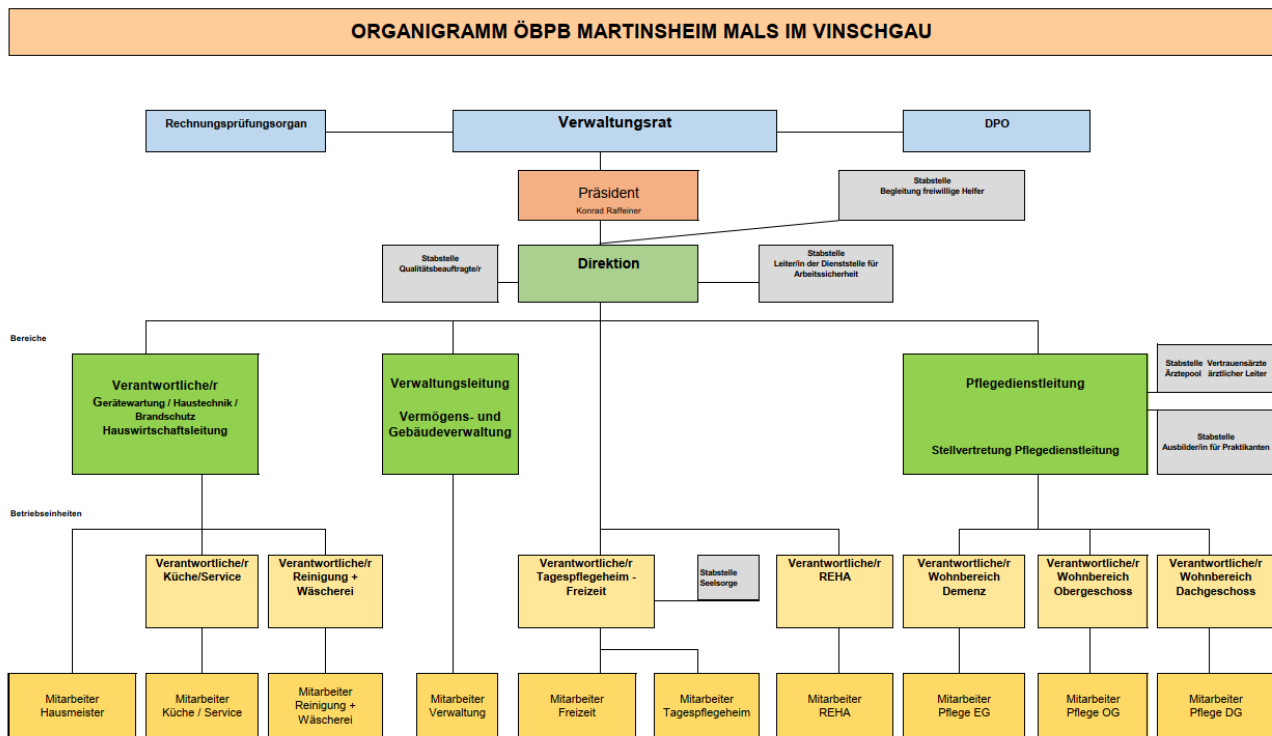 ORGANIGRAMM ÖBPB MARTINSHEIM MALS IM VINSCHGAU
Rechnungsprüfungsorgan
Verwaltungsrat
DPO
Präsident
Konrad Raffeiner
Stabstelle
Begleitung freiwillige Helfer
Stabstelle
Qualitätsbeauftragte/r
Direktion
Stabstelle
Leiter/in der Dienststelle für
Arbeitssicherheit
Bereiche
Verantwortliche/r
Gerätewartung / Haustechnik /
Brandschutz
Hauswirtschaftsleitung
Verwaltungsleitung
Vermögens- und
Gebäudeverwaltung
Pflegedienstleitung
Stellvertretung Pflegedienstleitung
Stabstelle Vertrauensärzte
Ärztepool ärztlicher Leiter
Stabstelle
Ausbilder/in für Praktikanten
Betriebseinheiten
Verantwortliche/r
Küche/Service
Verantwortliche/r
Reinigung +
Wäscherei
Verantwortliche/r
Tagespflegeheim -
Freizeit
Stabstelle
Seelsorge
Verantwortliche/r
REHA
Verantwortliche/r
Wohnbereich
Demenz
Verantwortliche/r
Wohnbereich
Obergeschoss
Verantwortliche/r
Wohnbereich
Dachgeschoss
Mitarbeiter
Hausmeister
Mitarbeiter
Küche / Service
Mitarbeiter
Reinigung +
Wäscherei
Mitarbeiter
Verwaltung
Mitarbeiter
Freizeit
Mitarbeiter
Tagespflegeheim
Mitarbeiter
REHA
Mitarbeiter
Pflege EG
Mitarbeiter
Pflege OG
Mitarbeiter
Pflege DG